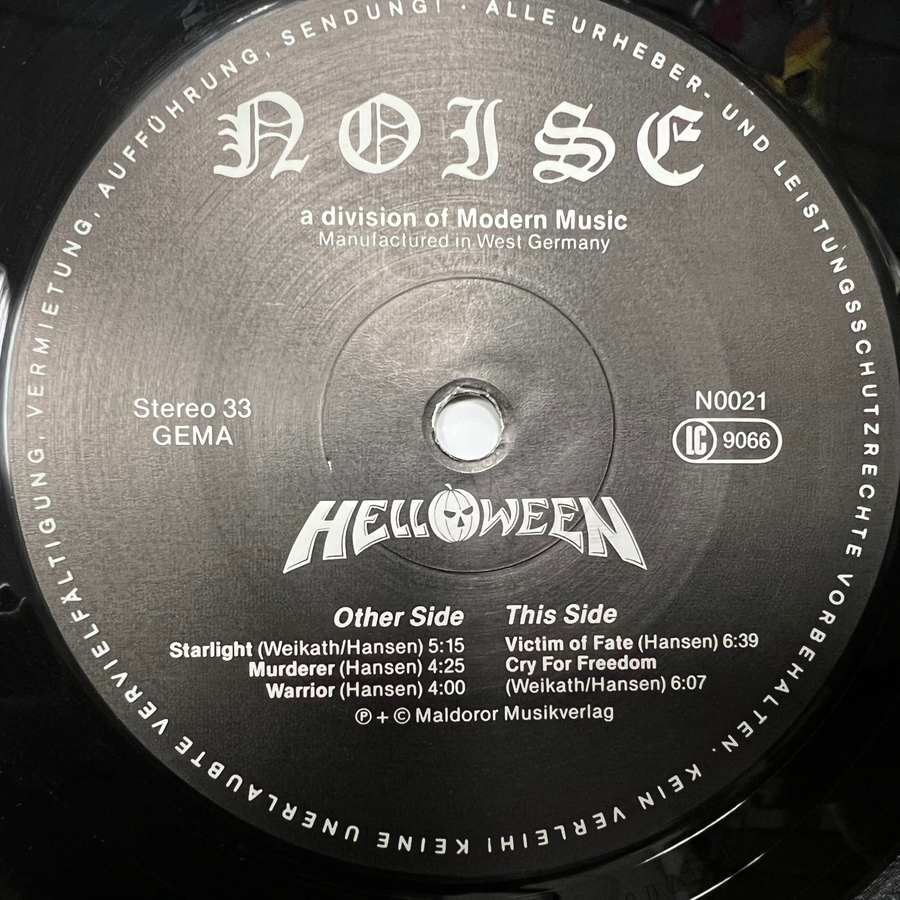 ALLE URHEBER- UND LEISTUNGSSCHUTZRECHTE VORBEHALTEN. KEIN VERLEIH! KEINE UNERLAUBTE VERVIELFÄLTIGUNG, VERMIETUNG, AUFFÜHRUNG, SENDUNG! ·
NOISE
a division of Modern Music
Manufactured in West Germany
Stereo 33
GEMA
N0021
LC 9066
HELLOWEEN
Other Side
Starlight (Weikath/Hansen) 5:15
Murderer (Hansen) 4:25
Warrior (Hansen) 4:00
This Side
Victim of Fate (Hansen) 6:39
Cry For Freedom
(Weikath/Hansen) 6:07
℗ + © Maldoror Musikverlag